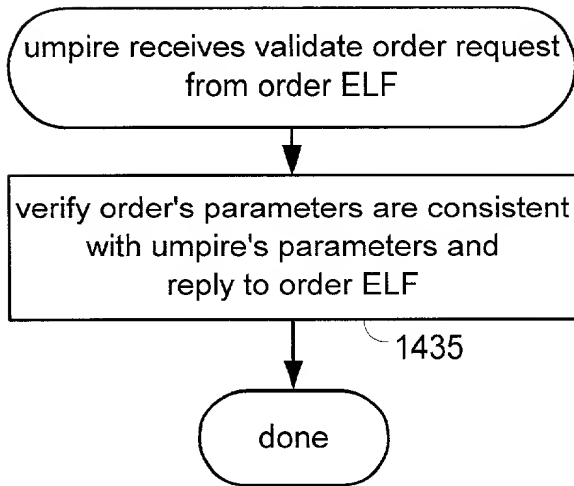 umpire receives validate order request
from order ELF
verify order's parameters are consistent
with umpire's parameters and
reply to order ELF
1435
done